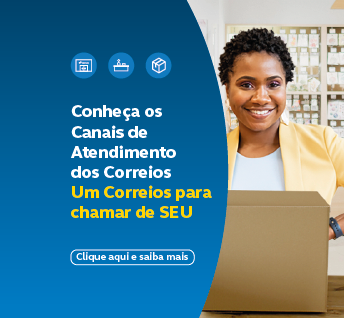 Conheça os
Canais de
Atendimento
dos Correios
Um Correios para
chamar de SEU
Clique aqui e saiba mais